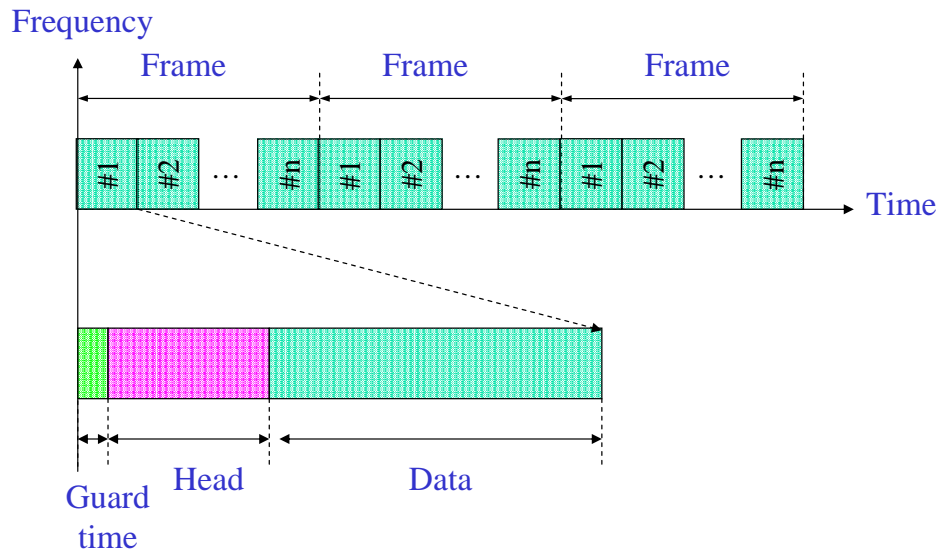 Frequency
Frame Frame Frame
#1 #2 ... #n #1 #2 ... #n #1 #2 ... #n
Time
Head Data
Guard
time